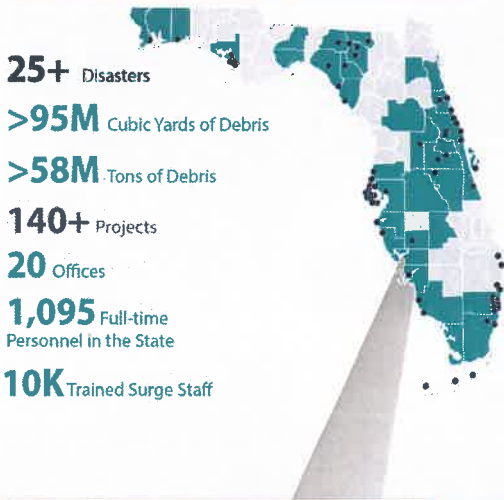 25+ Disasters
>95M Cubic Yards of Debris
>58M Tons of Debris
140+ Projects
20 Offices
1,095 Full-time
Personnel in the State
10K Trained Surge Staff